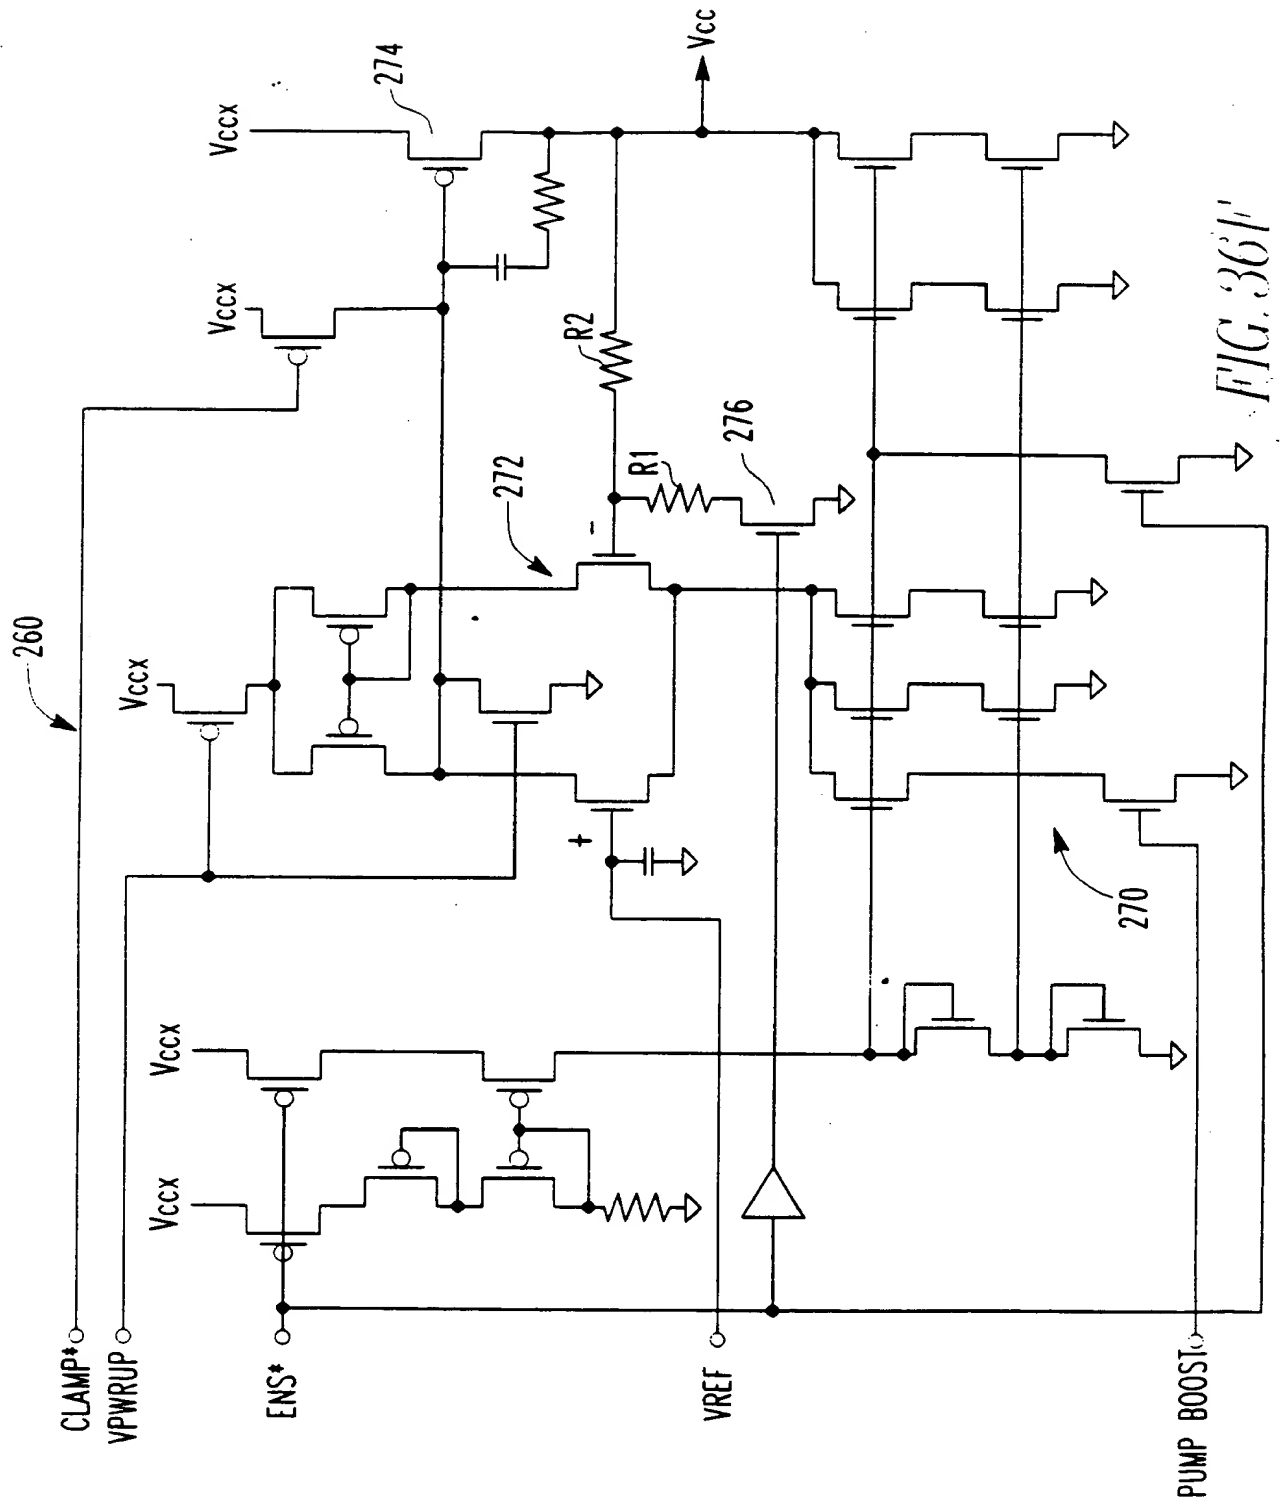 260
CLAMP*
VPWRUP
ENS*
VREF
PUMP BOOST
Vccx
Vccx
Vccx
Vccx
Vccx
272
274
R2
R1
276
270
Vcc
+
-
FIG. 36F